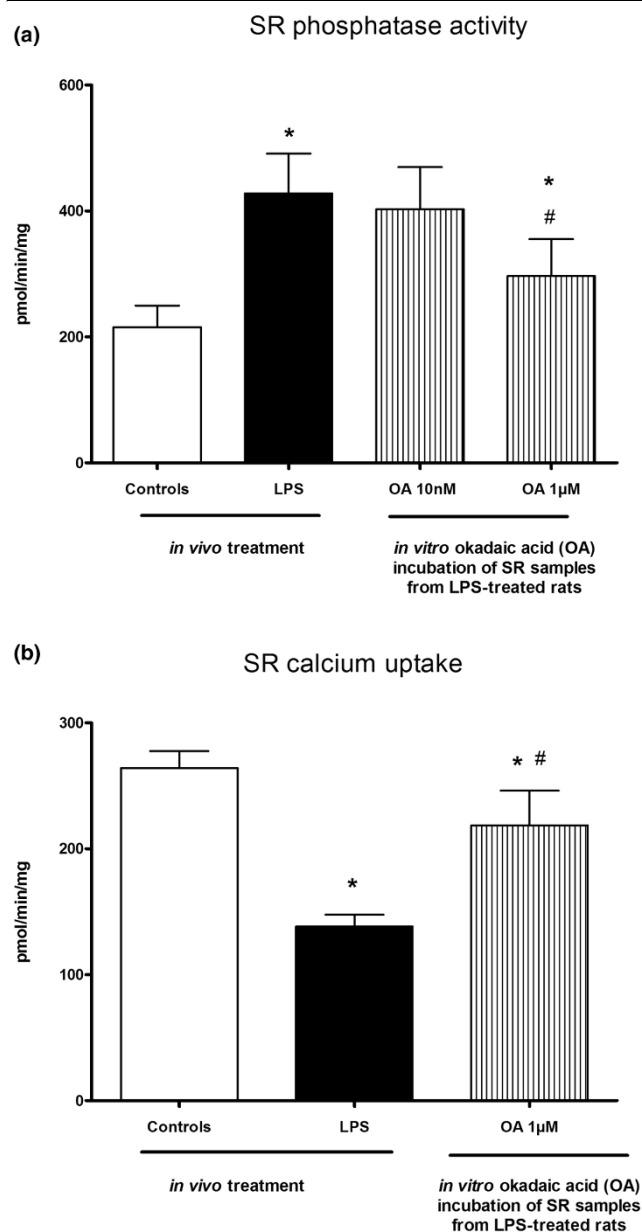 (a)
SR phosphatase activity
600
400
200
0
pmol/min/mg
*
*
#
Controls
LPS
OA 10nM
OA 1µM
in vivo treatment
in vitro okadaic acid (OA)
incubation of SR samples
from LPS-treated rats
(b)
SR calcium uptake
300
200
100
0
pmol/min/mg
*
* #
Controls
LPS
OA 1µM
in vivo treatment
in vitro okadaic acid (OA)
incubation of SR samples
from LPS-treated rats